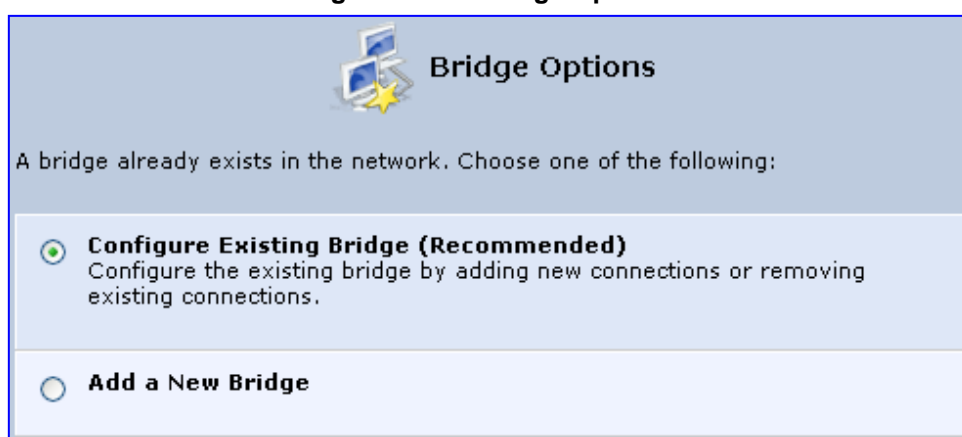 Bridge Options
A bridge already exists in the network. Choose one of the following:
Configure Existing Bridge (Recommended)
Configure the existing bridge by adding new connections or removing
existing connections.
Add a New Bridge